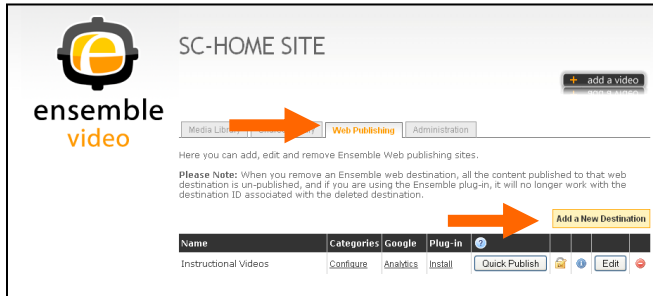 SC-HOME SITE
+ add a video
ensemble
video
Media Library
Web Publishing
Administration
Here you can add, edit and remove Ensemble Web publishing sites.
Please Note: When you remove an Ensemble web destination, all the content published to that web
destination is un-published, and if you are using the Ensemble plug-in, it will no longer work with the
destination ID associated with the deleted destination.
Add a New Destination
Name Categories Google Plug-in ?
Instructional Videos Configure Analytics Install Quick Publish Edit